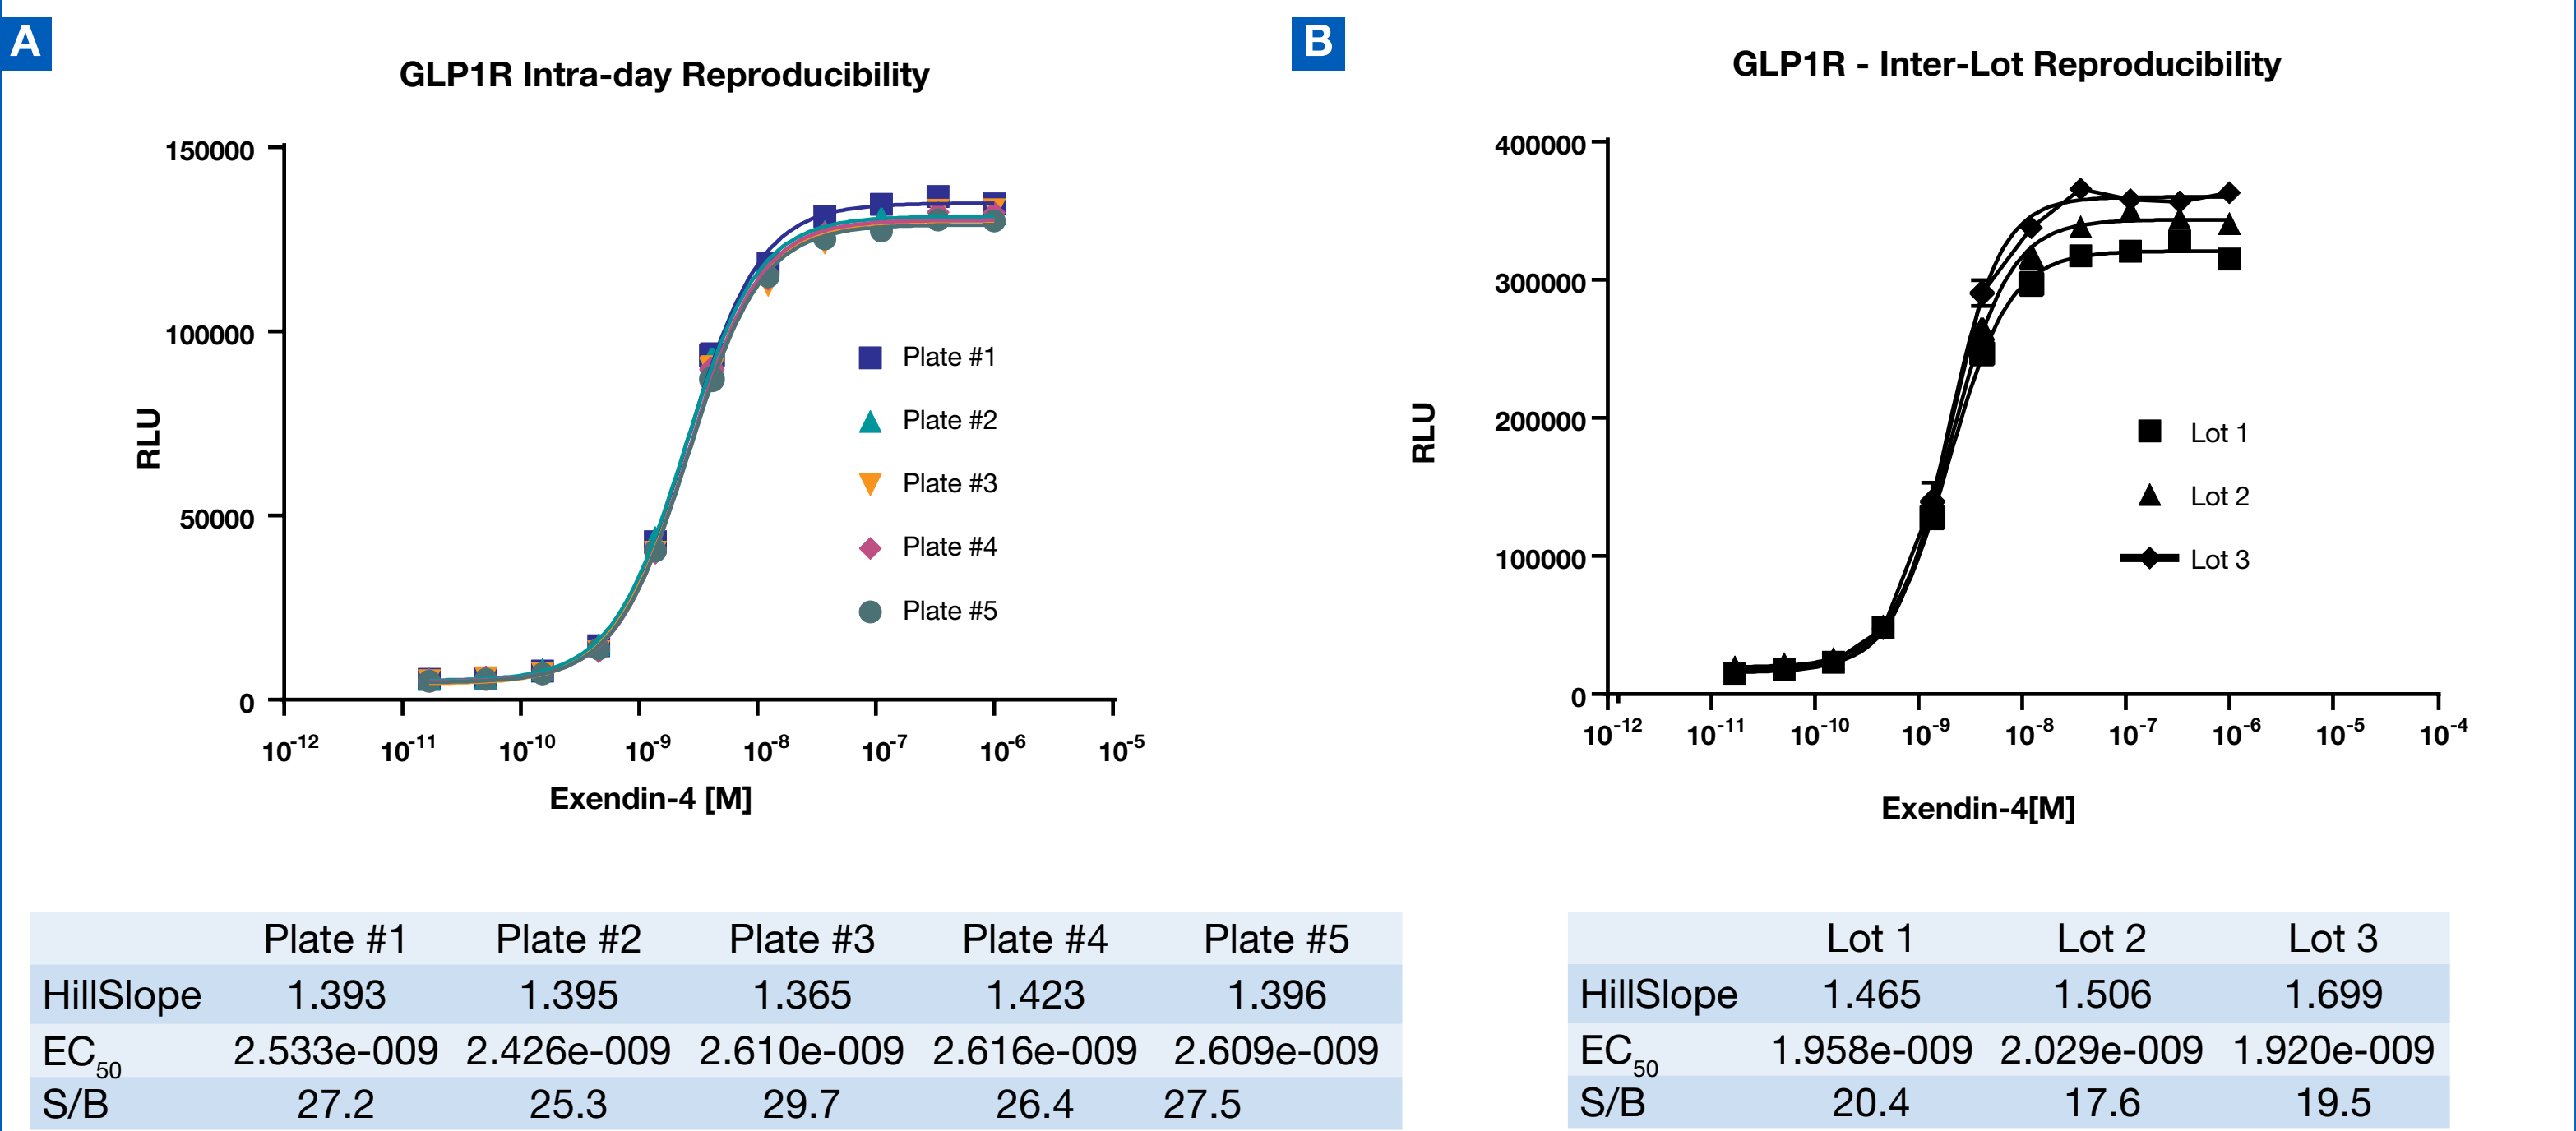 A
GLP1R Intra-day Reproducibility
150000
100000
50000
0
RLU
Plate #1
Plate #2
Plate #3
Plate #4
Plate #5
10-12 10-11 10-10 10-9 10-8 10-7 10-6 10-5
Exendin-4 [M]
Plate #1 Plate #2 Plate #3 Plate #4 Plate #5
HillSlope 1.393 1.395 1.365 1.423 1.396
EC50 2.533e-009 2.426e-009 2.610e-009 2.616e-009 2.609e-009
S/B 27.2 25.3 29.7 26.4 27.5
B
GLP1R - Inter-Lot Reproducibility
400000
300000
200000
100000
0
RLU
Lot 1
Lot 2
Lot 3
10-12 10-11 10-10 10-9 10-8 10-7 10-6 10-5 10-4
Exendin-4[M]
Lot 1 Lot 2 Lot 3
HillSlope 1.465 1.506 1.699
EC50 1.958e-009 2.029e-009 1.920e-009
S/B 20.4 17.6 19.5